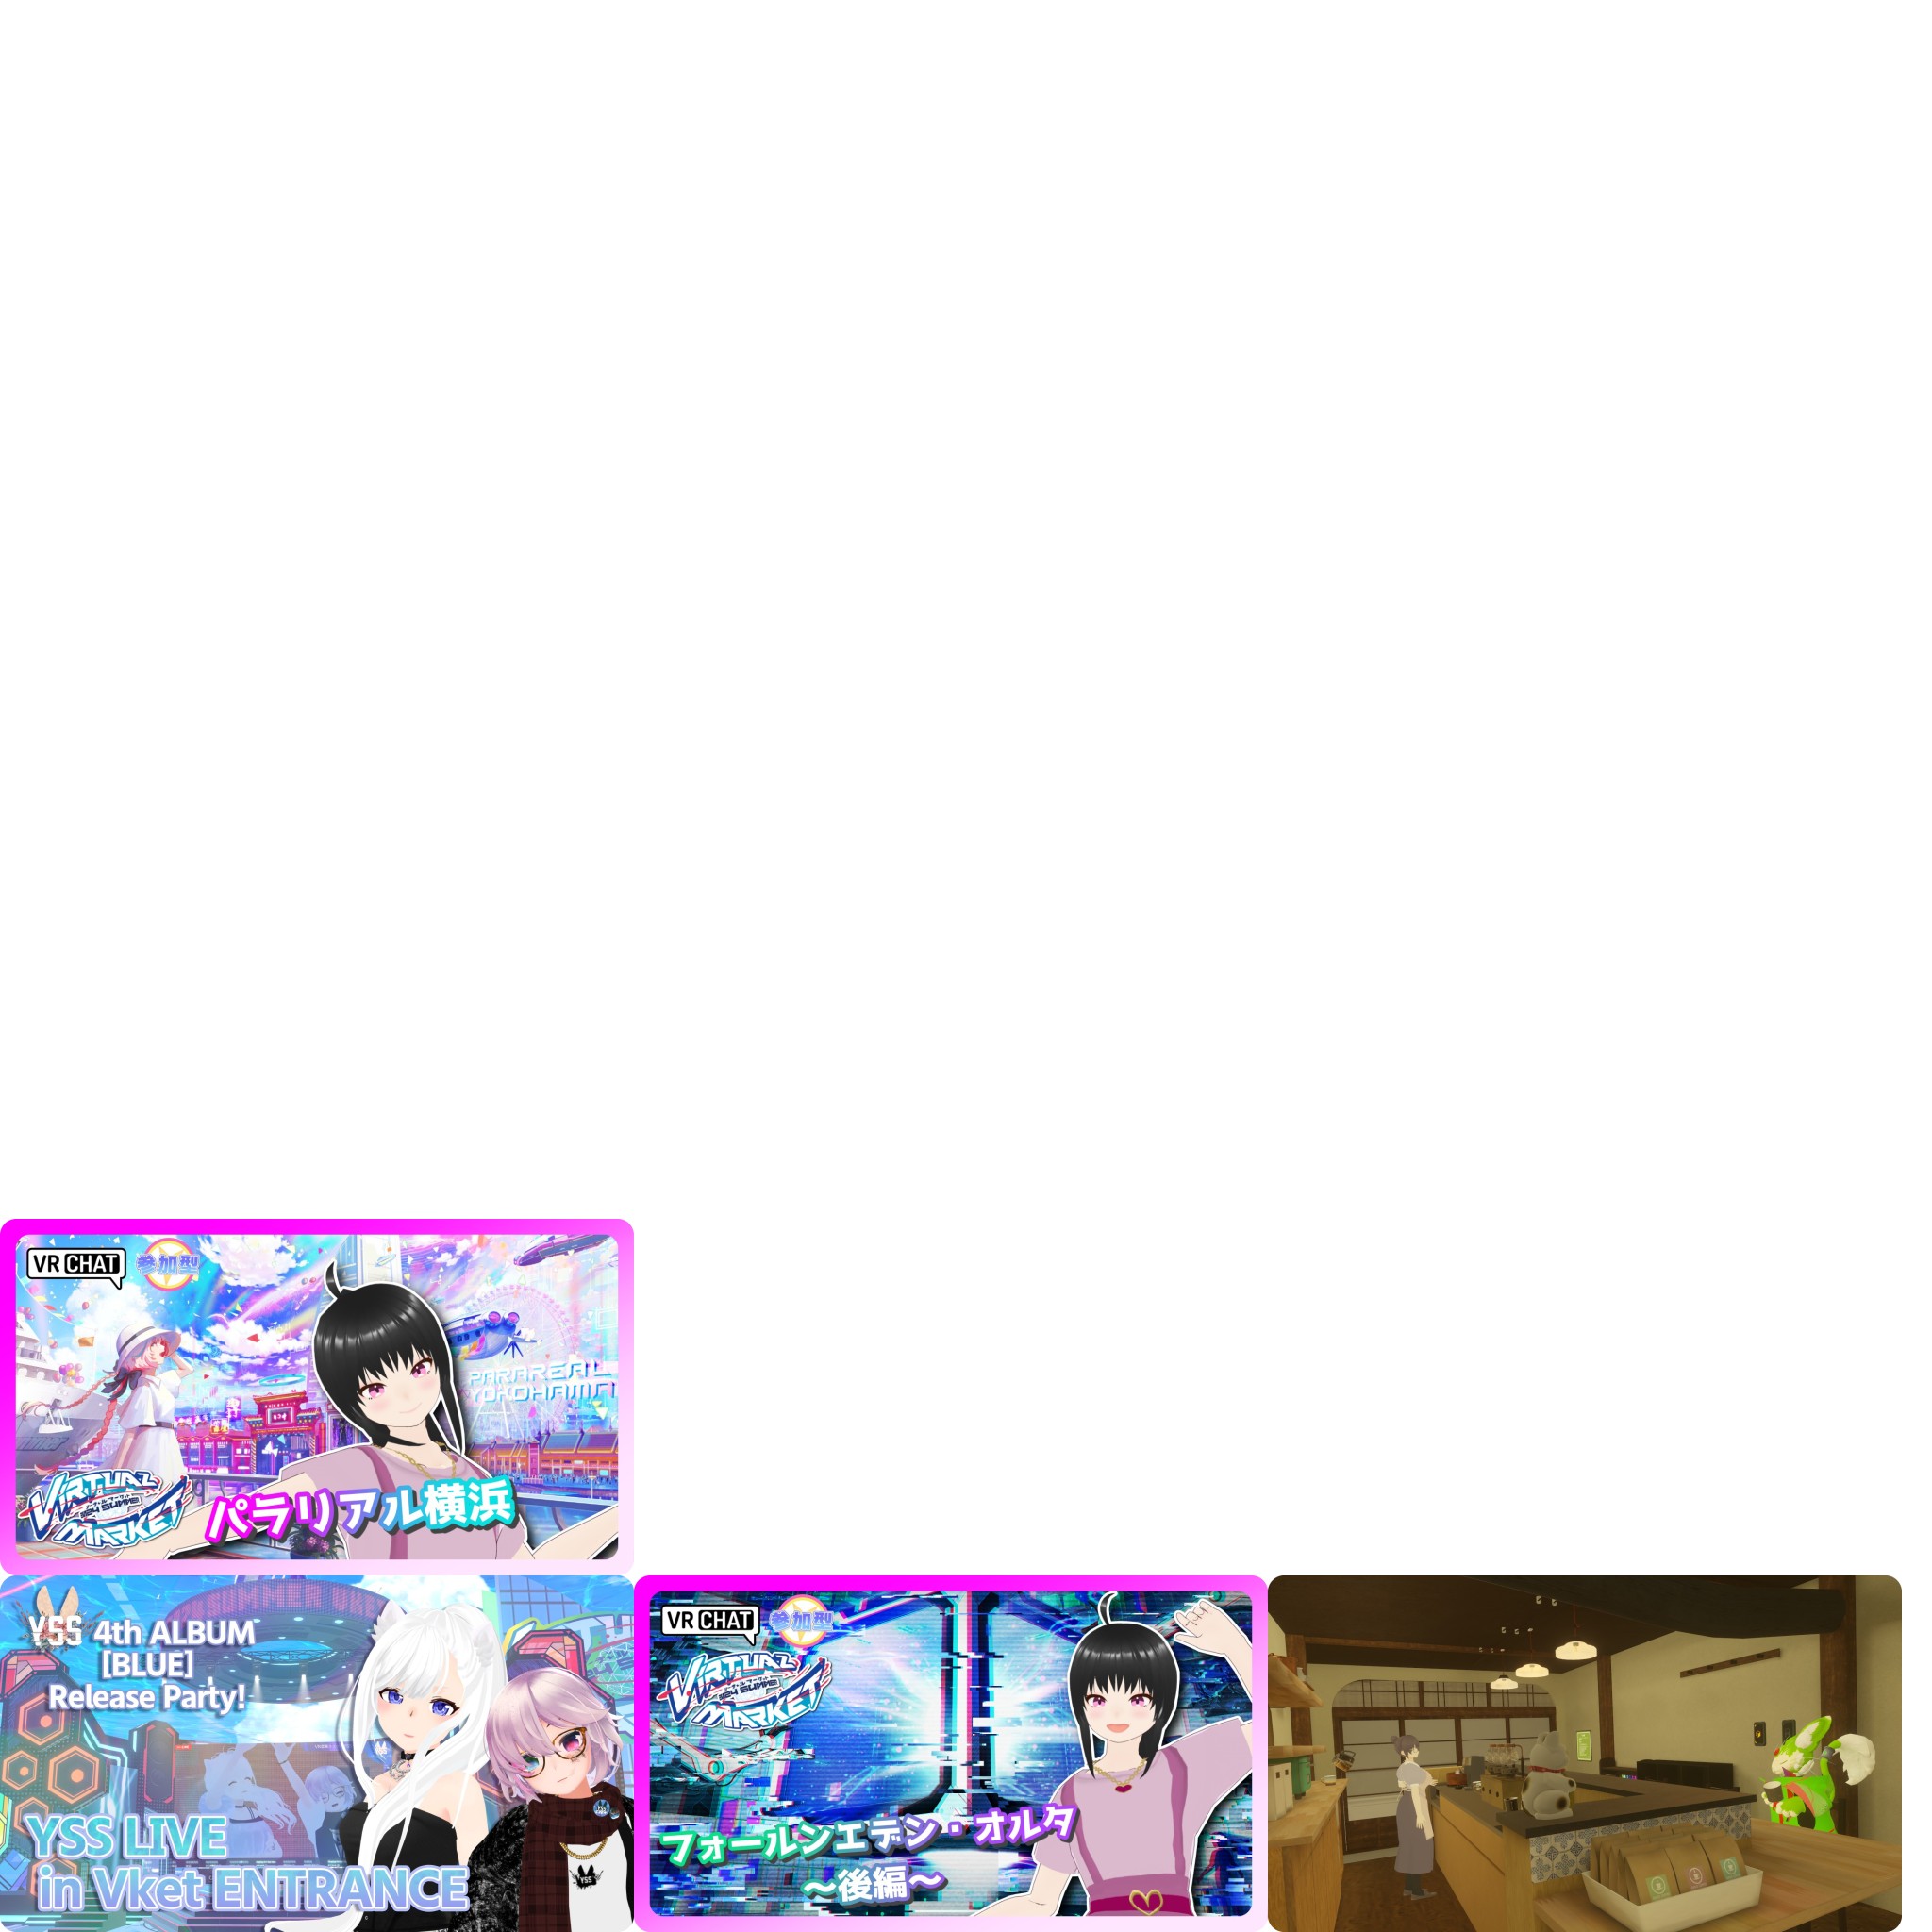 VR CHAT
参加型
PARAREAL
YOKOHAMA
VIRTUAL
MARKET
パラリアル横浜
YSS 4th ALBUM
[BLUE]
Release Party!
YSS LIVE
in Vket ENTRANCE
YSS
VR CHAT
参加型
VIRTUAL
MARKET
フォールンエデン・オルタ
～後編～